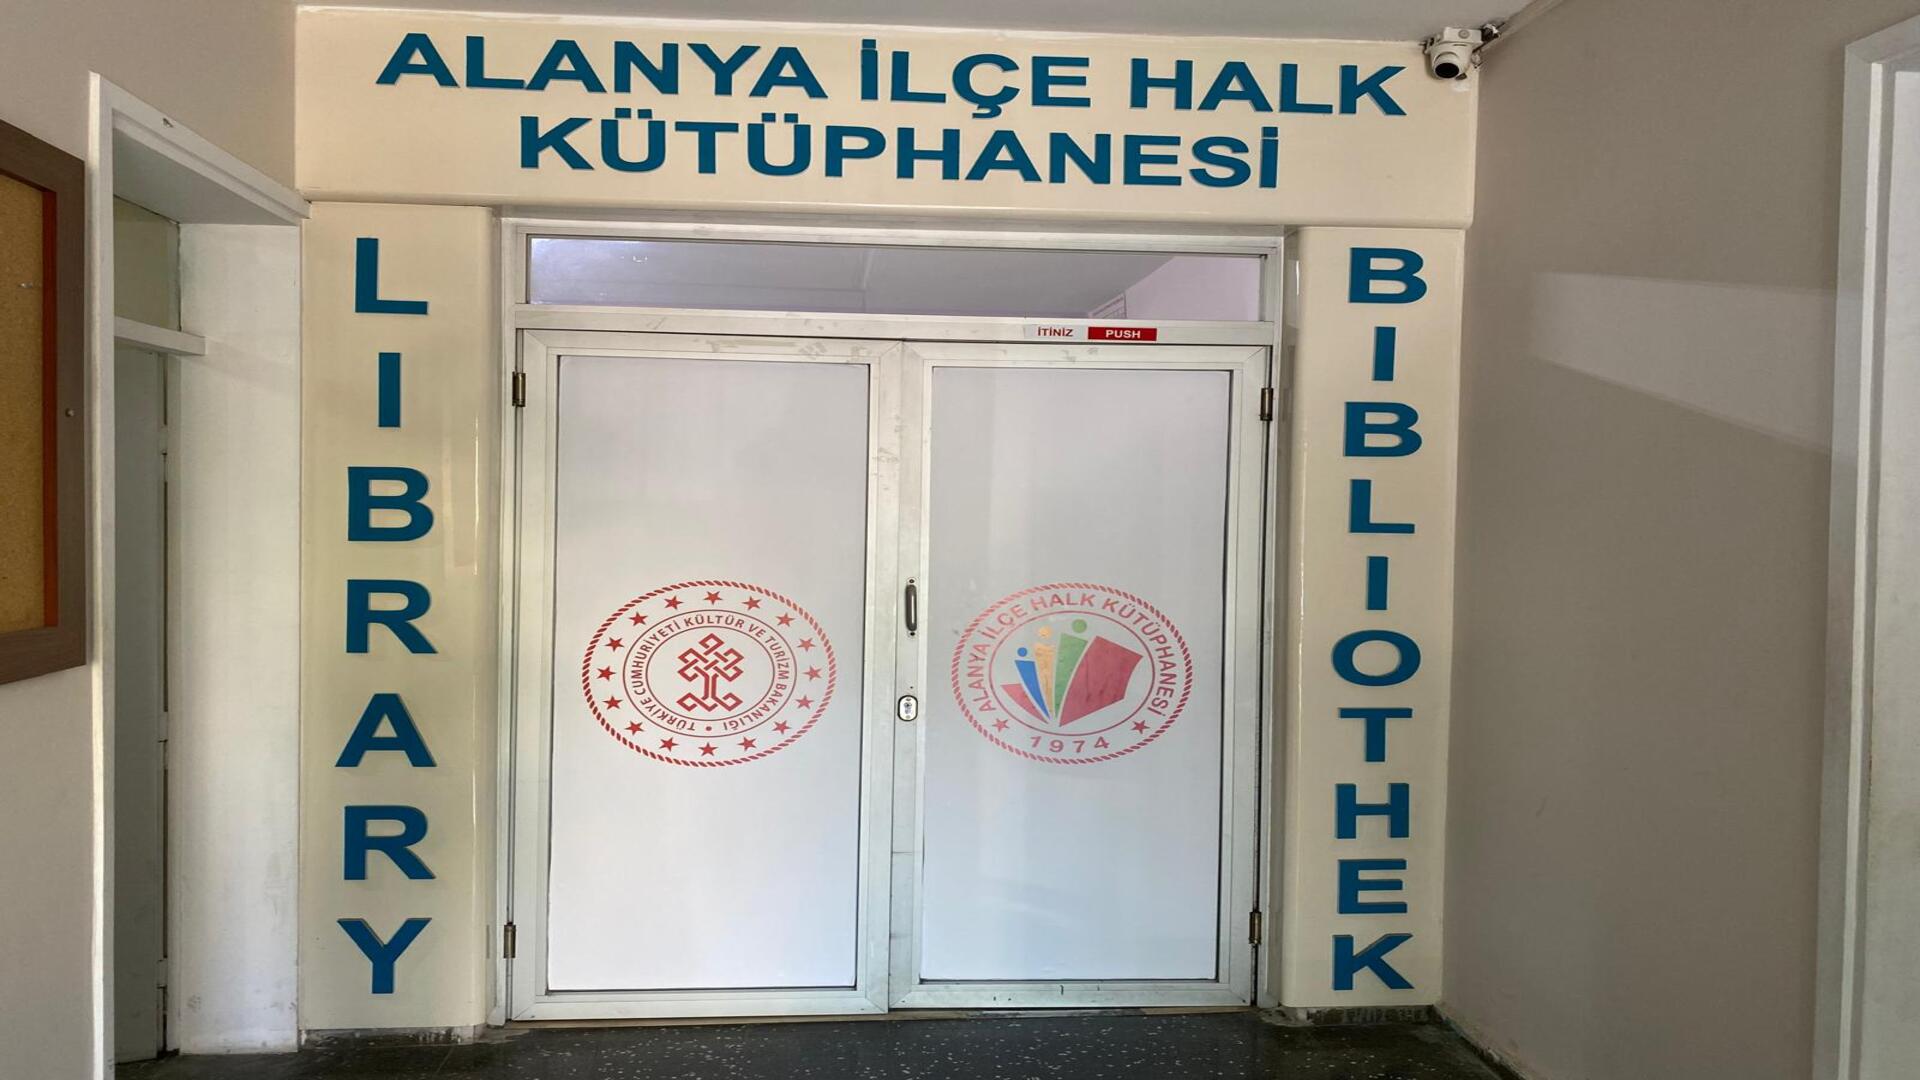 ALANYA İLÇE HALK
KÜTÜPHANESİ
LIBRARY
BIBLIOTHEK
İTİNİZ PUSH
TÜRKİYE CUMHURİYETİ KÜLTÜR VE TURİZM BAKANLIĞI
ALANYA İLÇE HALK KÜTÜPHANESİ
1974